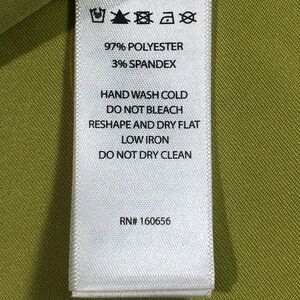 97% POLYESTER
3% SPANDEX
HAND WASH COLD
DO NOT BLEACH
RESHAPE AND DRY FLAT
LOW IRON
DO NOT DRY CLEAN
RN# 160656